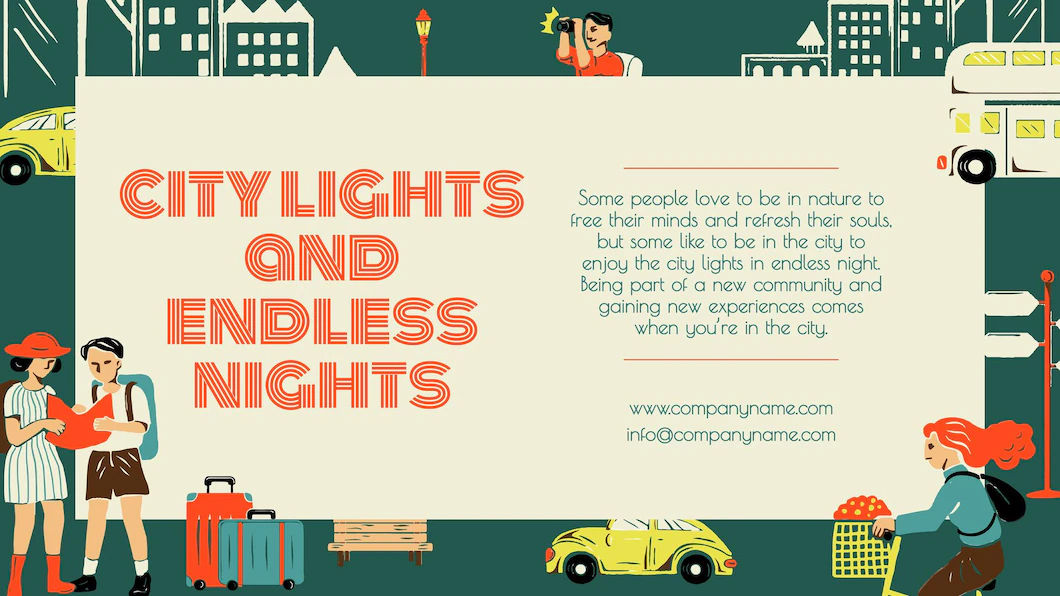 CITY LIGHTS
AND
ENDLESS
NIGHTS
Some people love to be in nature to
free their minds and refresh their souls,
but some like to be in the city to
enjoy the city lights in endless night.
Being part of a new community and
gaining new experiences comes
when you're in the city.
www.companyname.com
info@companyname.com